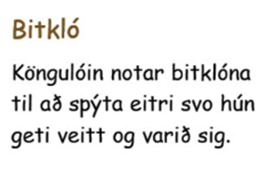 Bitkló
Köngulóin notar bitklóna
til að spýta eitri svo hún
geti veitt og varið sig.